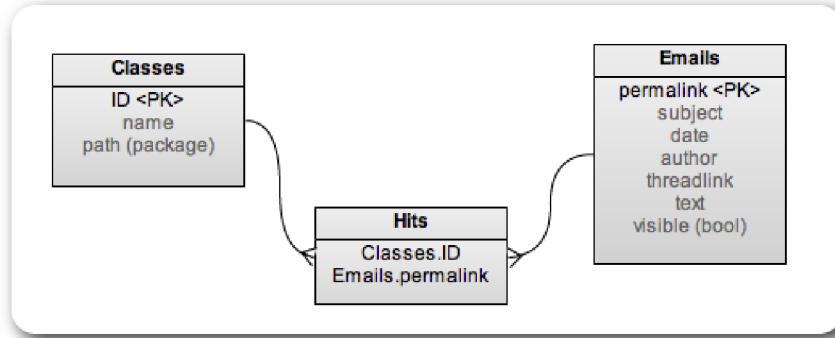 Classes
ID <PK>
name
path (package)
Hits
Classes.ID
Emails.permalink
Emails
permalink <PK>
subject
date
author
threadlink
text
visible (bool)